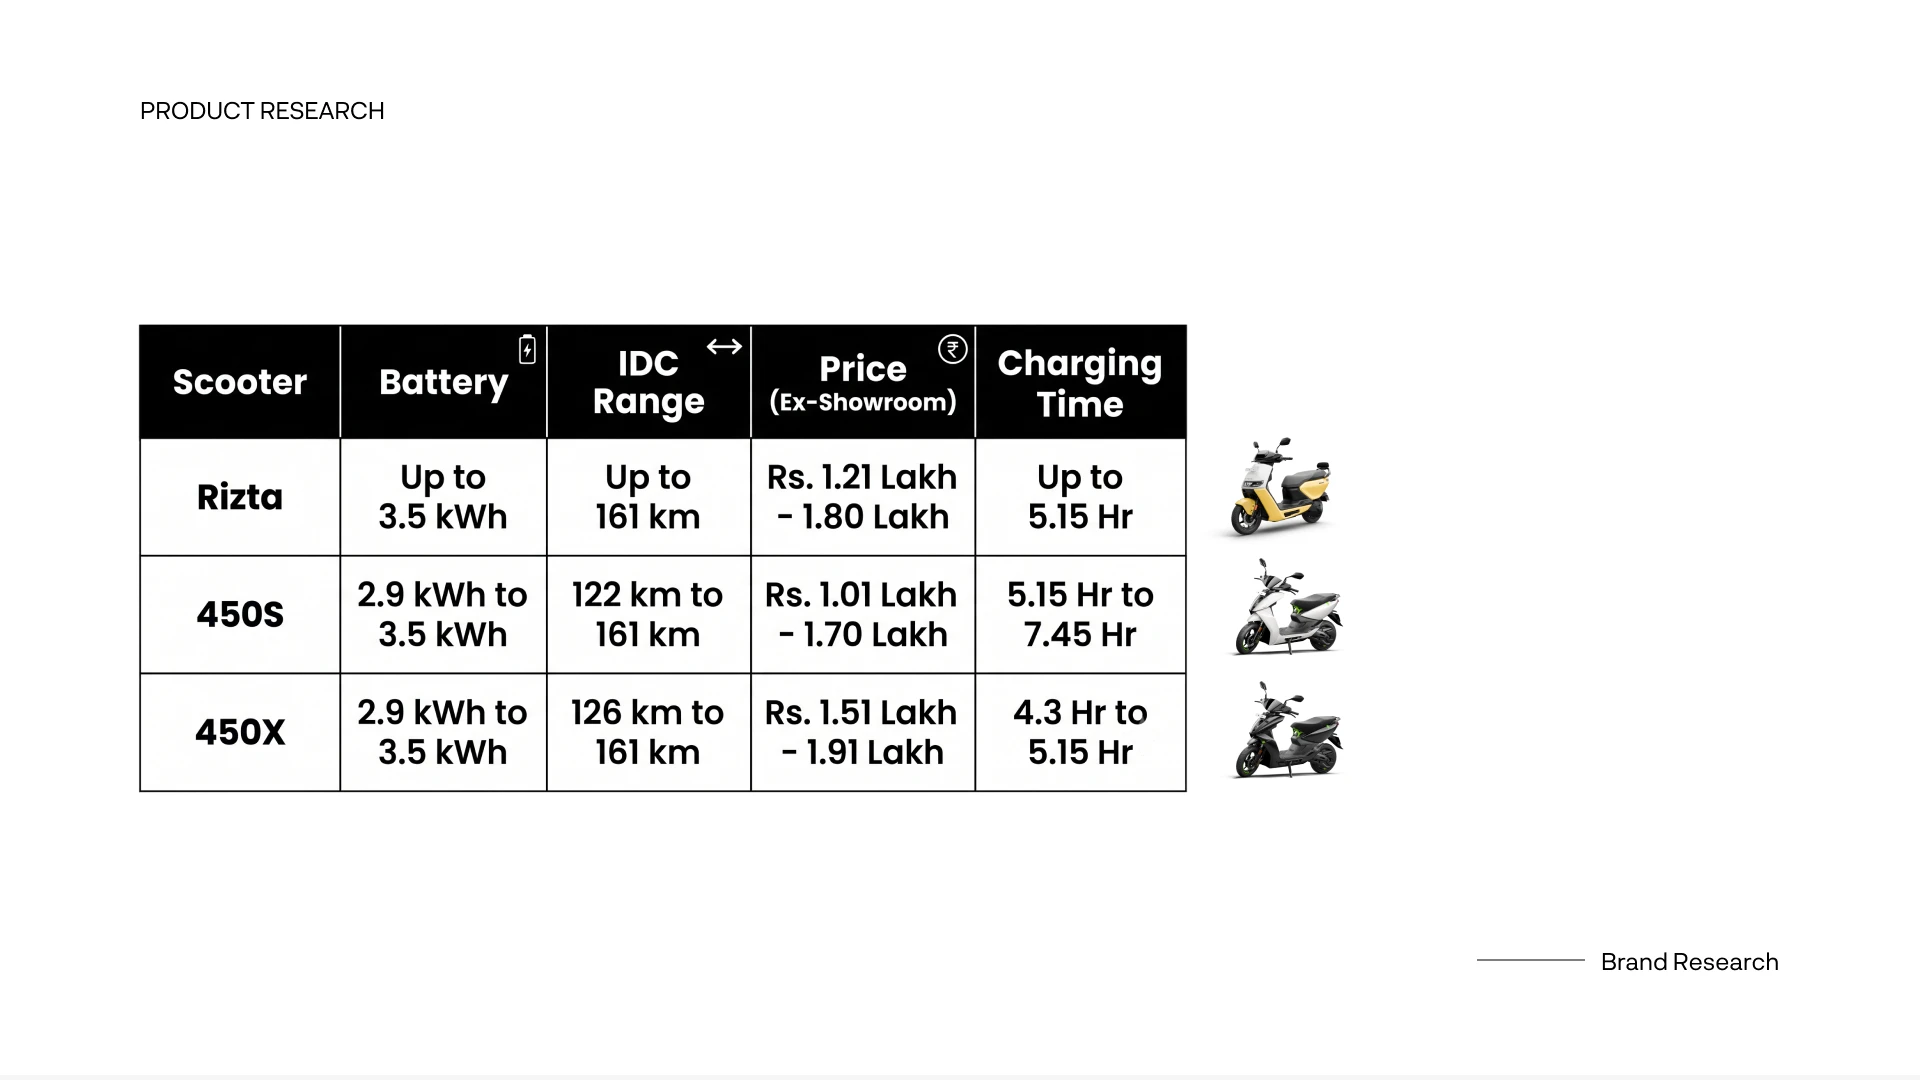 PRODUCT RESEARCH
Scooter
Battery
IDC
Range
Price
(Ex-Showroom)
Charging
Time
Rizta
Up to
3.5 kWh
Up to
161 km
Rs. 1.21 Lakh
- 1.80 Lakh
Up to
5.15 Hr
450S
2.9 kWh to
3.5 kWh
122 km to
161 km
Rs. 1.01 Lakh
- 1.70 Lakh
5.15 Hr to
7.45 Hr
450X
2.9 kWh to
3.5 kWh
126 km to
161 km
Rs. 1.51 Lakh
- 1.91 Lakh
4.3 Hr to
5.15 Hr
Brand Research